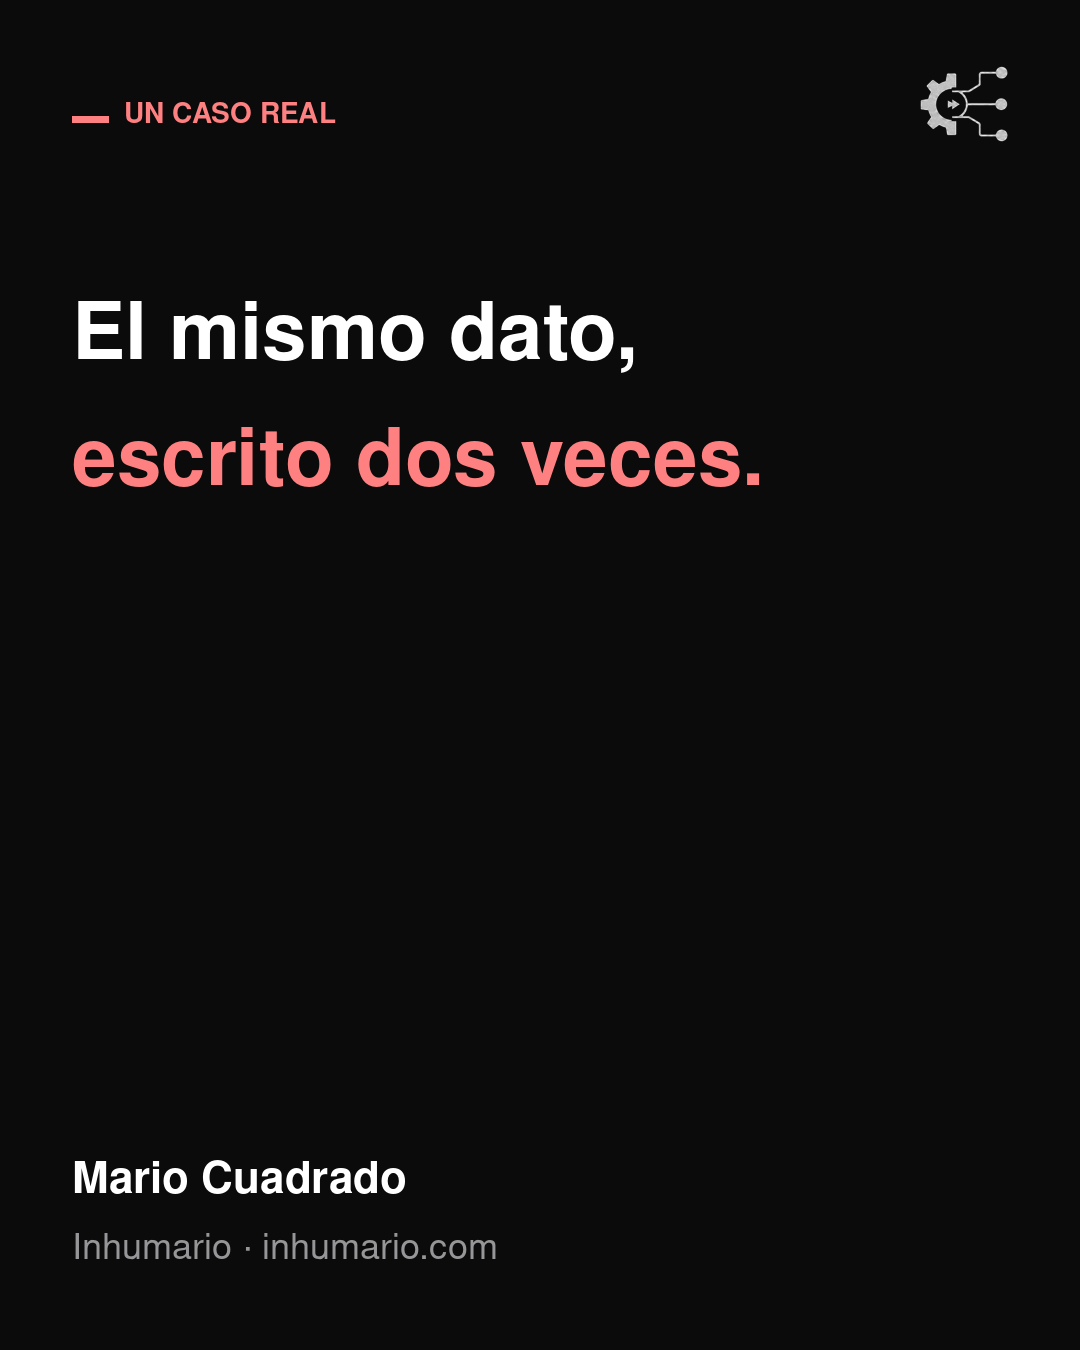 UN CASO REAL
El mismo dato,
escrito dos veces.
Mario Cuadrado
Inhumario · inhumario.com